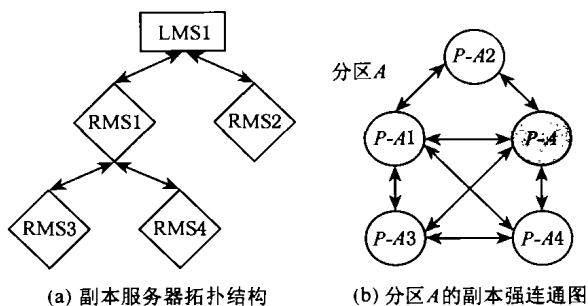 LMS1
RMS1
RMS2
RMS3
RMS4
(a) 副本服务器拓扑结构
分区A
P-A2
P-A1
P-A
P-A3
P-A4
(b) 分区A的副本强连通图